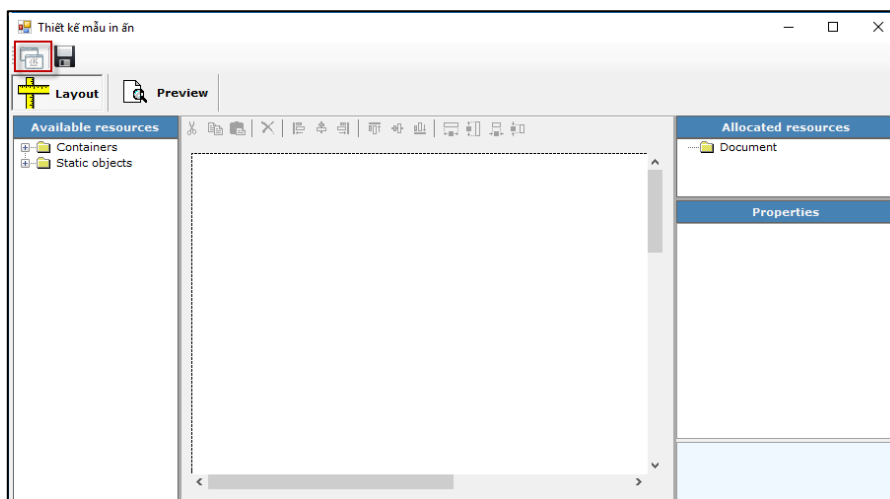 Thiết kế mẫu in ấn
Layout
Preview
Available resources
Containers
Static objects
Allocated resources
Document
Properties